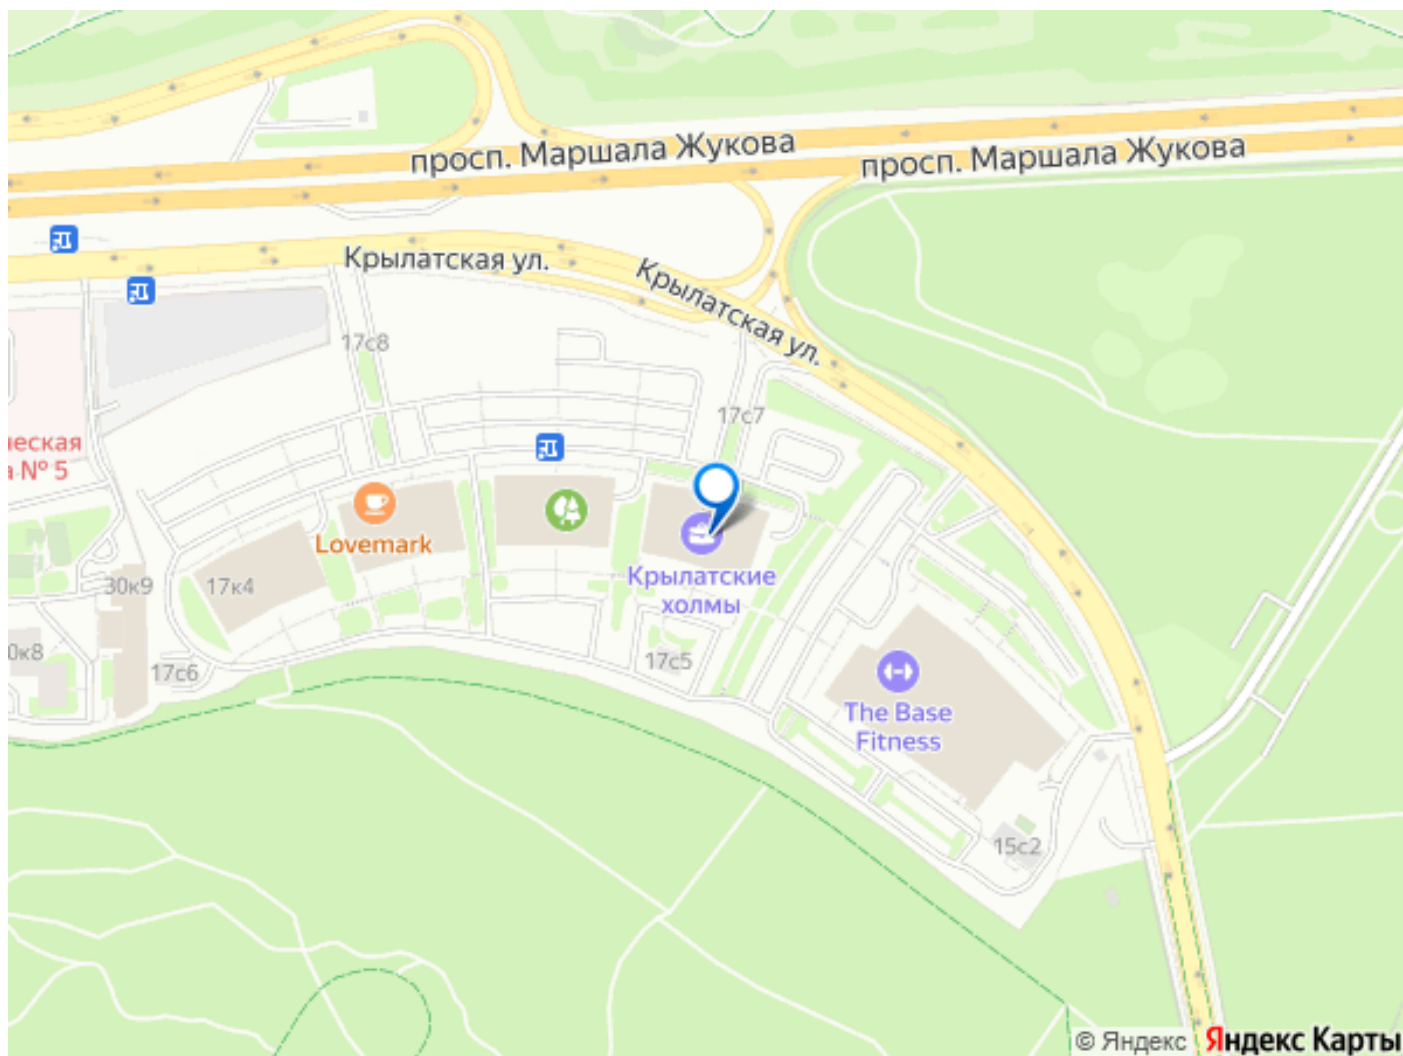 просп. Маршала Жукова
просп. Маршала Жукова
Крылатская ул.
Крылатская ул.
17с8
17с7
ческая
№ 5
Lovemark
Крылатские
холмы
30к9
17к4
17с6
17с5
0к8
The Base
Fitness
15с2
© Яндекс
Яндекс Карты